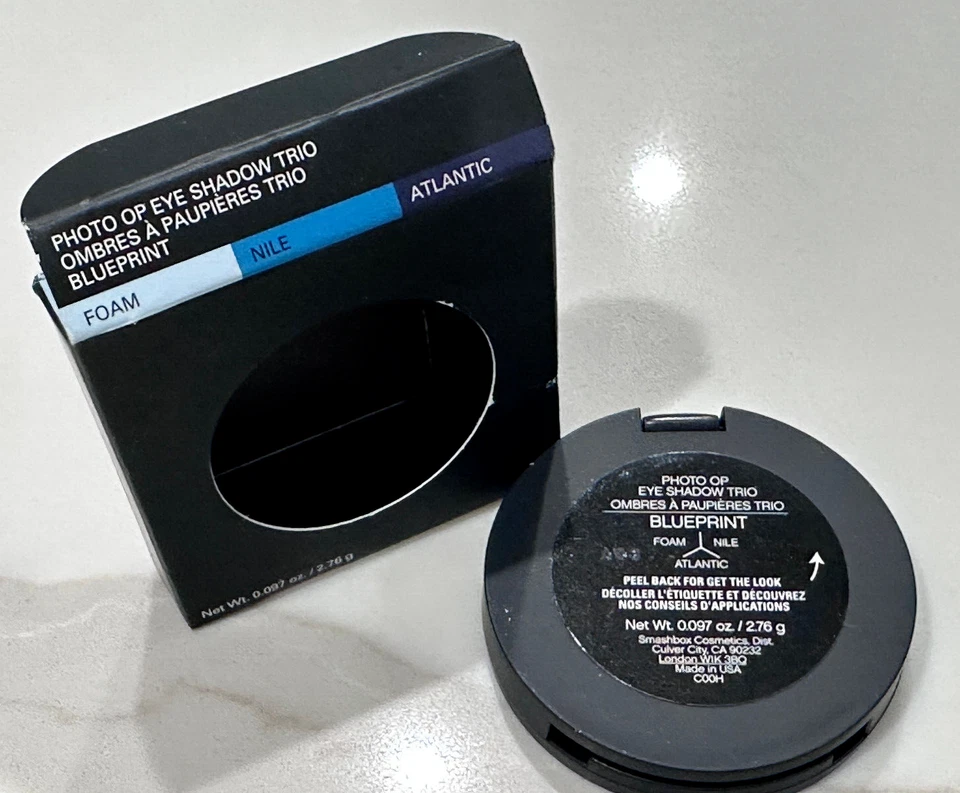 PHOTO OP EYE SHADOW TRIO
OMBRES À PAUPIÈRES TRIO
BLUEPRINT
FOAM
NILE
ATLANTIC
Net Wt. 0.097 oz. / 2.76 g
PHOTO OP
EYE SHADOW TRIO
OMBRES À PAUPIÈRES TRIO
BLUEPRINT
FOAM NILE
ATLANTIC
PEEL BACK FOR GET THE LOOK
DÉCOLLER L'ÉTIQUETTE ET DÉCOUVREZ
NOS CONSEILS D'APPLICATIONS
Net Wt. 0.097 oz. / 2.76 g
Smashbox Cosmetics, Dist.
Culver City, CA 90232
London W1K 3BQ
Made in USA
C00H